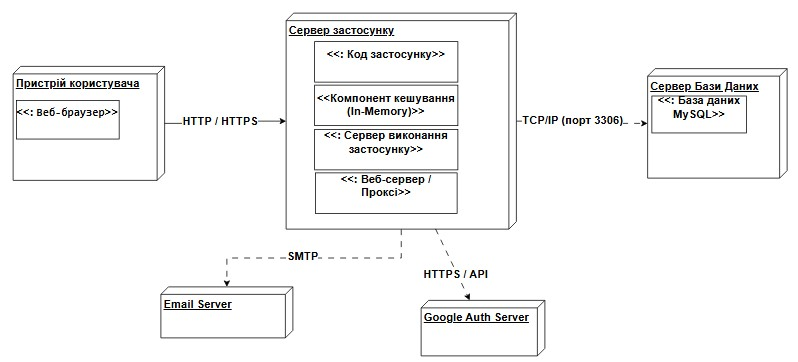 Сервер застосунку
<<: Код застосунку>>
<<Компонент кешування
(In-Memory)>>
<<: Сервер виконання
застосунку>>
<<: Веб-сервер /
Проксі>>
Пристрій користувача
<<: Веб-браузер>>
HTTP / HTTPS
TCP/IP (порт 3306)
Сервер Бази Даних
<<: База даних
MySQL>>
SMTP
HTTPS / API
Email Server
Google Auth Server